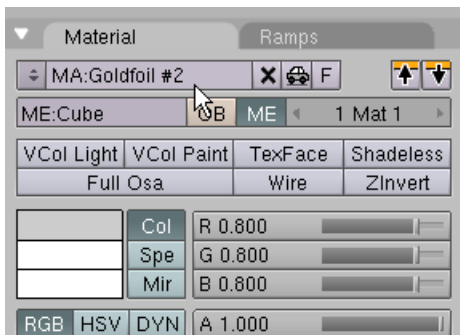 Material Ramps
MA:Goldfoil #2 F
ME:Cube OB ME 1 Mat 1
VCol Light VCol Paint TexFace Shadeless
Full Osa Wire ZInvert
Col R 0.800
Spe G 0.800
Mir B 0.800
RGB HSV DYN A 1.000